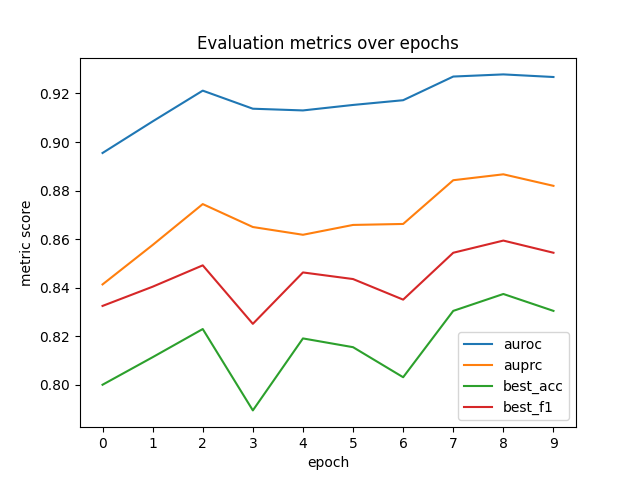 Evaluation metrics over epochs
metric score
0.92
0.90
0.88
0.86
0.84
0.82
0.80
auroc
auprc
best_acc
best_f1
0 1 2 3 4 5 6 7 8 9
epoch